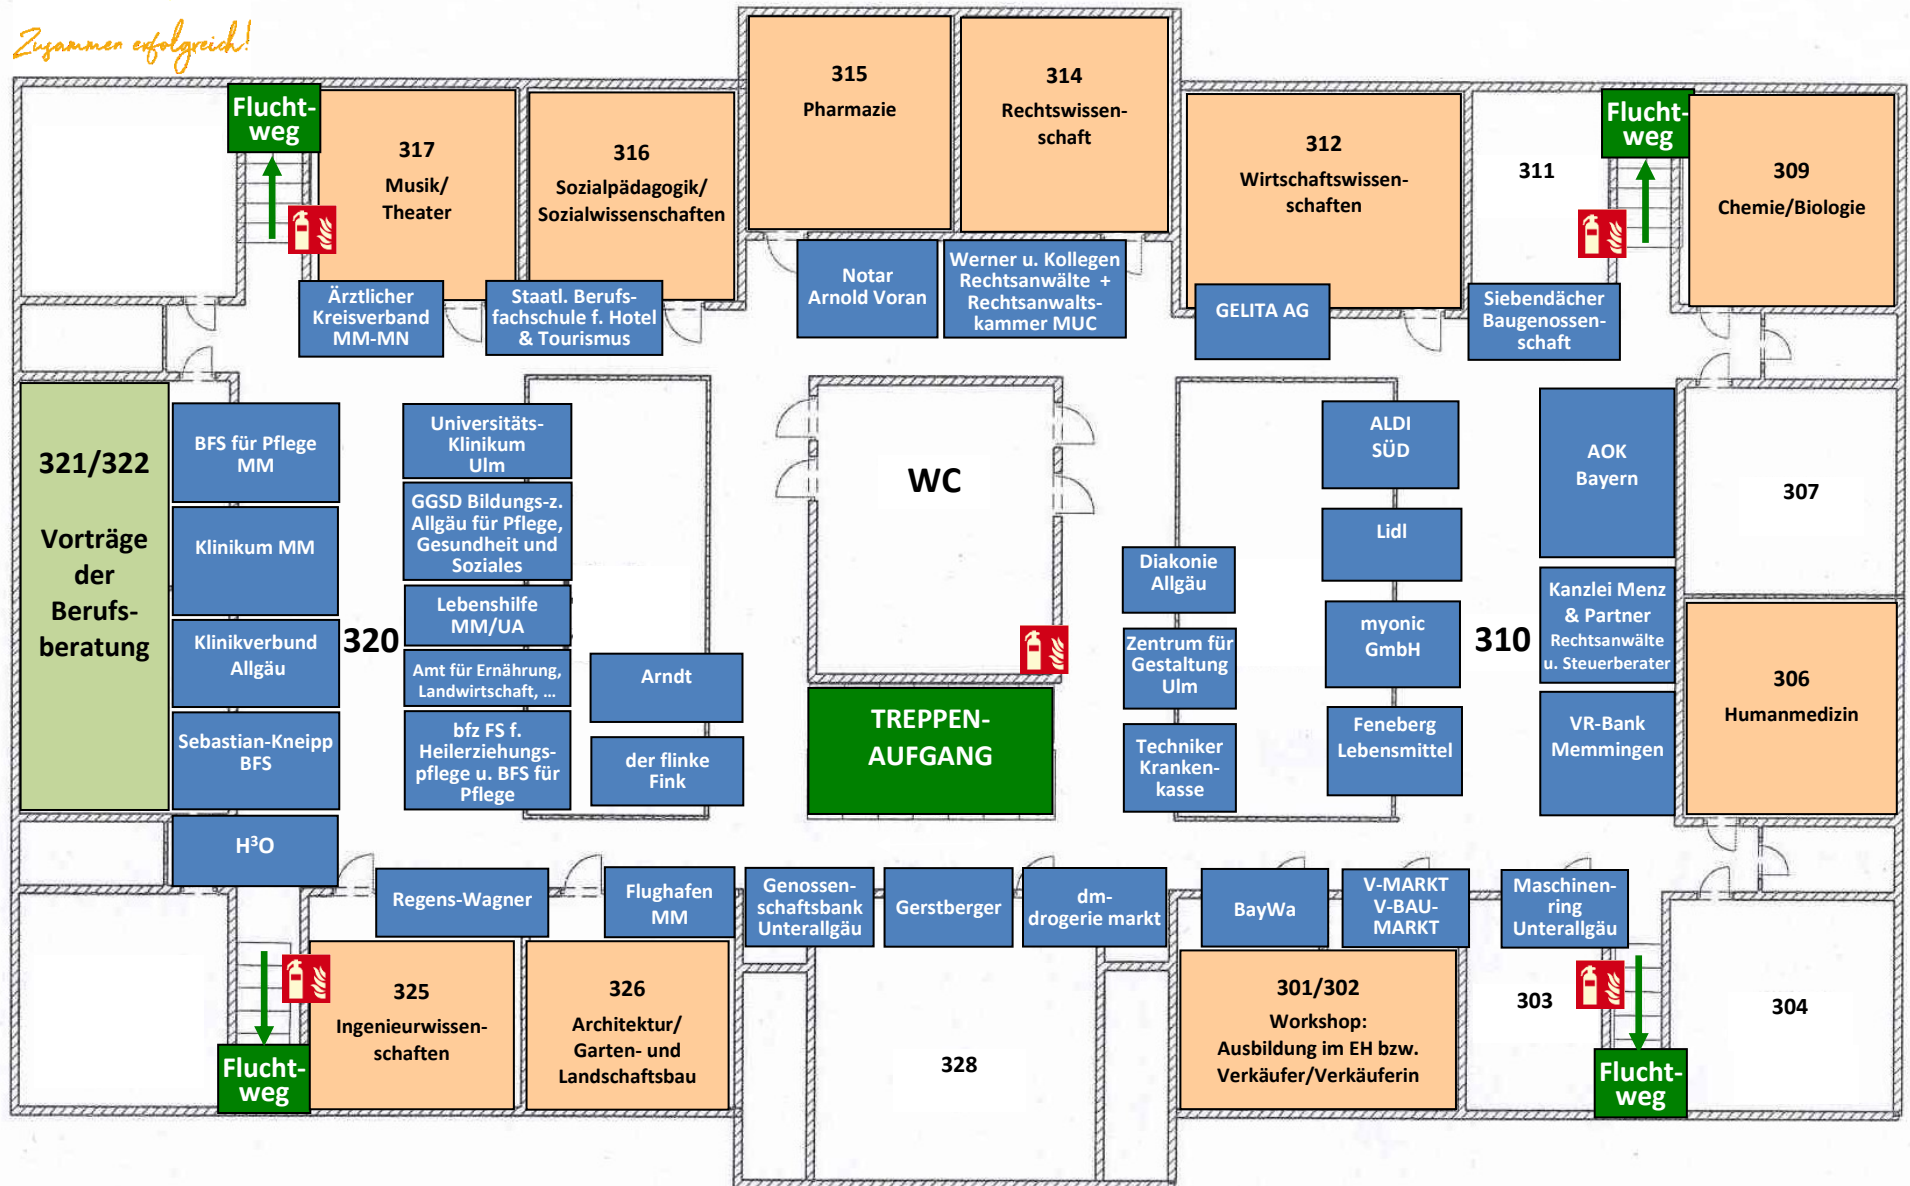 Zusammen erfolgreich!
Flucht-
weg
317
Musik/
Theater
316
Sozialpädagogik/
Sozialwissenschaften
315
Pharmazie
314
Rechtswissen-
schaft
312
Wirtschaftswissen-
schaften
311
Flucht-
weg
309
Chemie/Biologie
Ärztlicher
Kreisverband
MM-MN
Staatl. Berufs-
fachschule f. Hotel
& Tourismus
Notar
Arnold Voran
Werner u. Kollegen
Rechtsanwälte +
Rechtsanwalts-
kammer MUC
GELITA AG
Siebendächer
Baugenossen-
schaft
321/322
Vorträge
der
Berufs-
beratung
BFS für Pflege
MM
Klinikum MM
Klinikverbund
Allgäu
Sebastian-Kneipp
BFS
H³O
320
Universitäts-
Klinikum
Ulm
GGSD Bildungs-z.
Allgäu für Pflege,
Gesundheit und
Soziales
Lebenshilfe
MM/UA
Amt für Ernährung,
Landwirtschaft, ...
bfz FS f.
Heilerziehungs-
pflege u. BFS für
Pflege
Arndt
der flinke
Fink
WC
TREPPEN-
AUFGANG
Diakonie
Allgäu
Zentrum für
Gestaltung
Ulm
Techniker
Kranken-
kasse
ALDI
SÜD
Lidl
myonic
GmbH
Feneberg
Lebensmittel
310
AOK
Bayern
Kanzlei Menz
& Partner
Rechtsanwälte
u. Steuerberater
VR-Bank
Memmingen
307
306
Humanmedizin
Regens-Wagner
Flughafen
MM
Genossen-
schaftsbank
Unterallgäu
Gerstberger
dm-
drogerie markt
BayWa
V-MARKT
V-BAU-
MARKT
Maschinen-
ring
Unterallgäu
Flucht-
weg
325
Ingenieurwissen-
schaften
326
Architektur/
Garten- und
Landschaftsbau
328
301/302
Workshop:
Ausbildung im EH bzw.
Verkäufer/Verkäuferin
303
Flucht-
weg
304